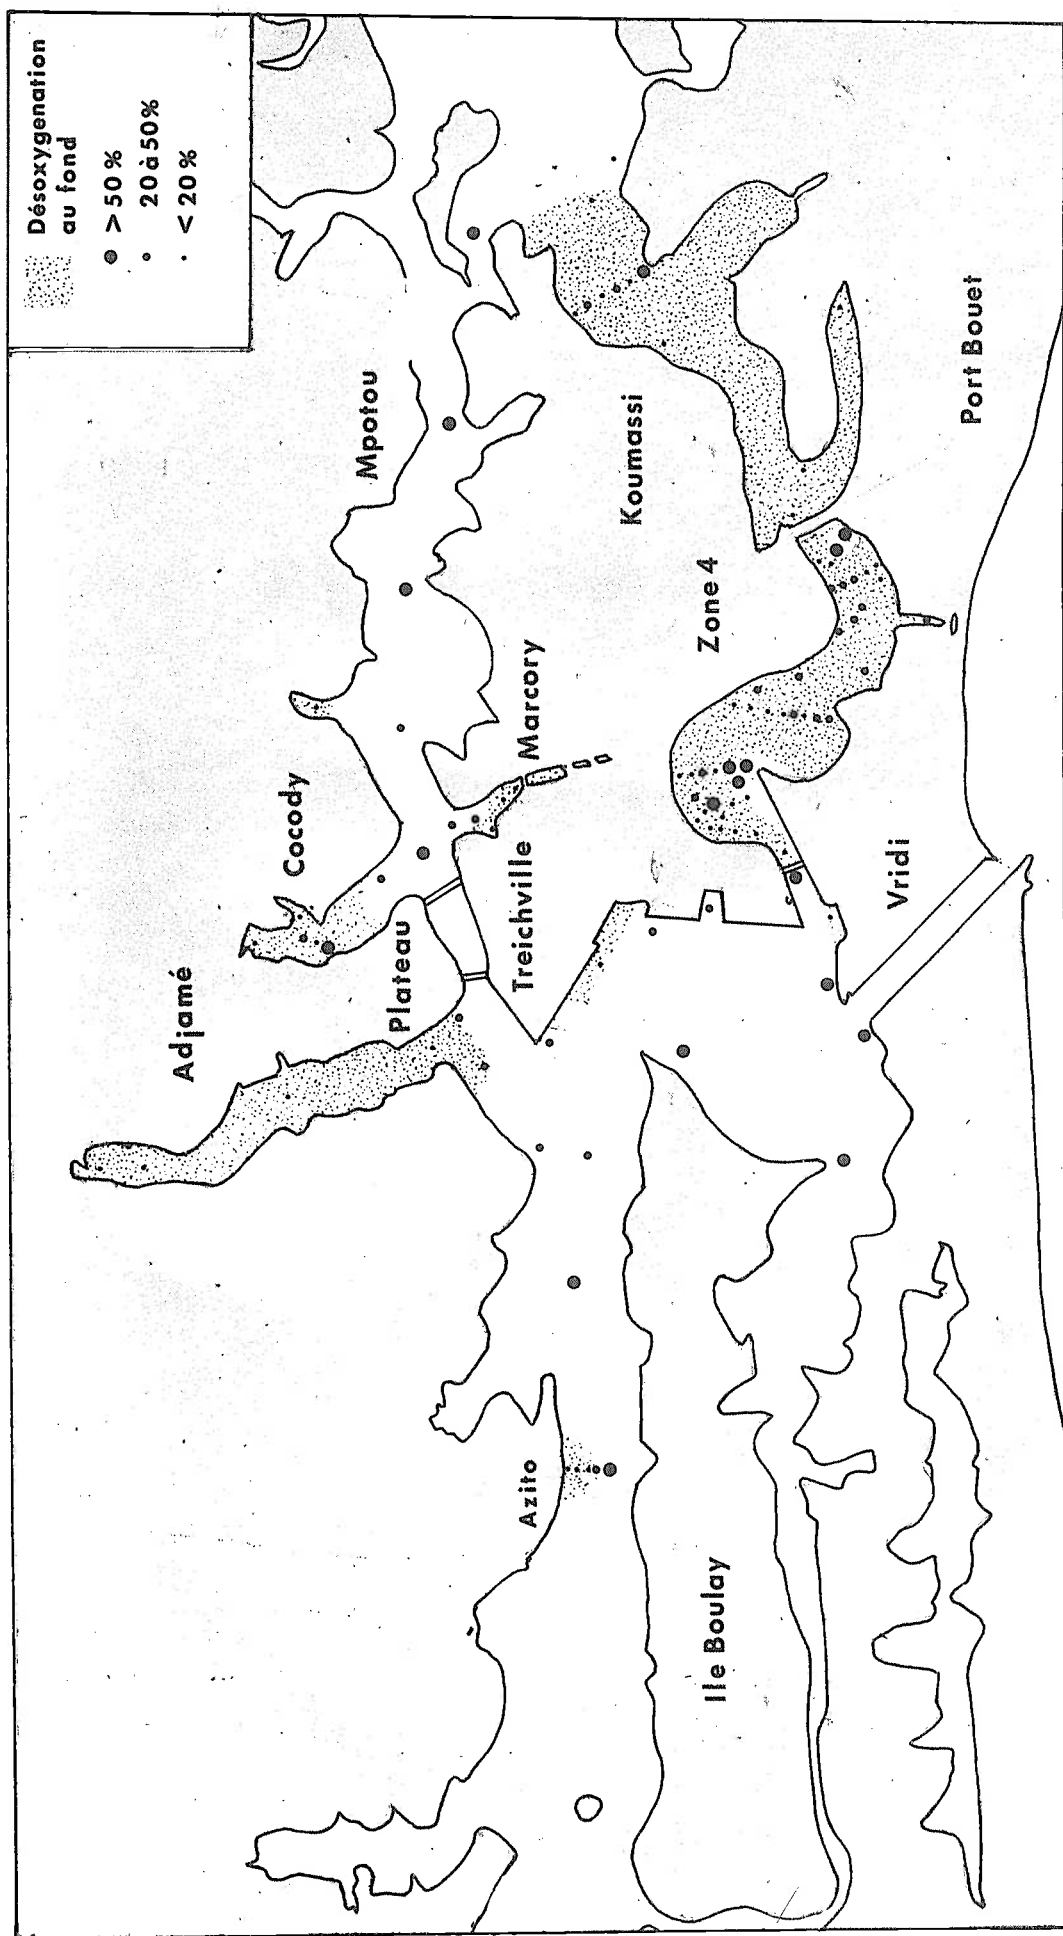 Désoxygenation
au fond
> 50 %
20 à 50 %
< 20 %
Adjamé
Cocody
Plateau
Mpotou
Treichville
Marcory
Koumassi
Zone 4
Azito
Ile Boulay
Vridi
Port Bouet